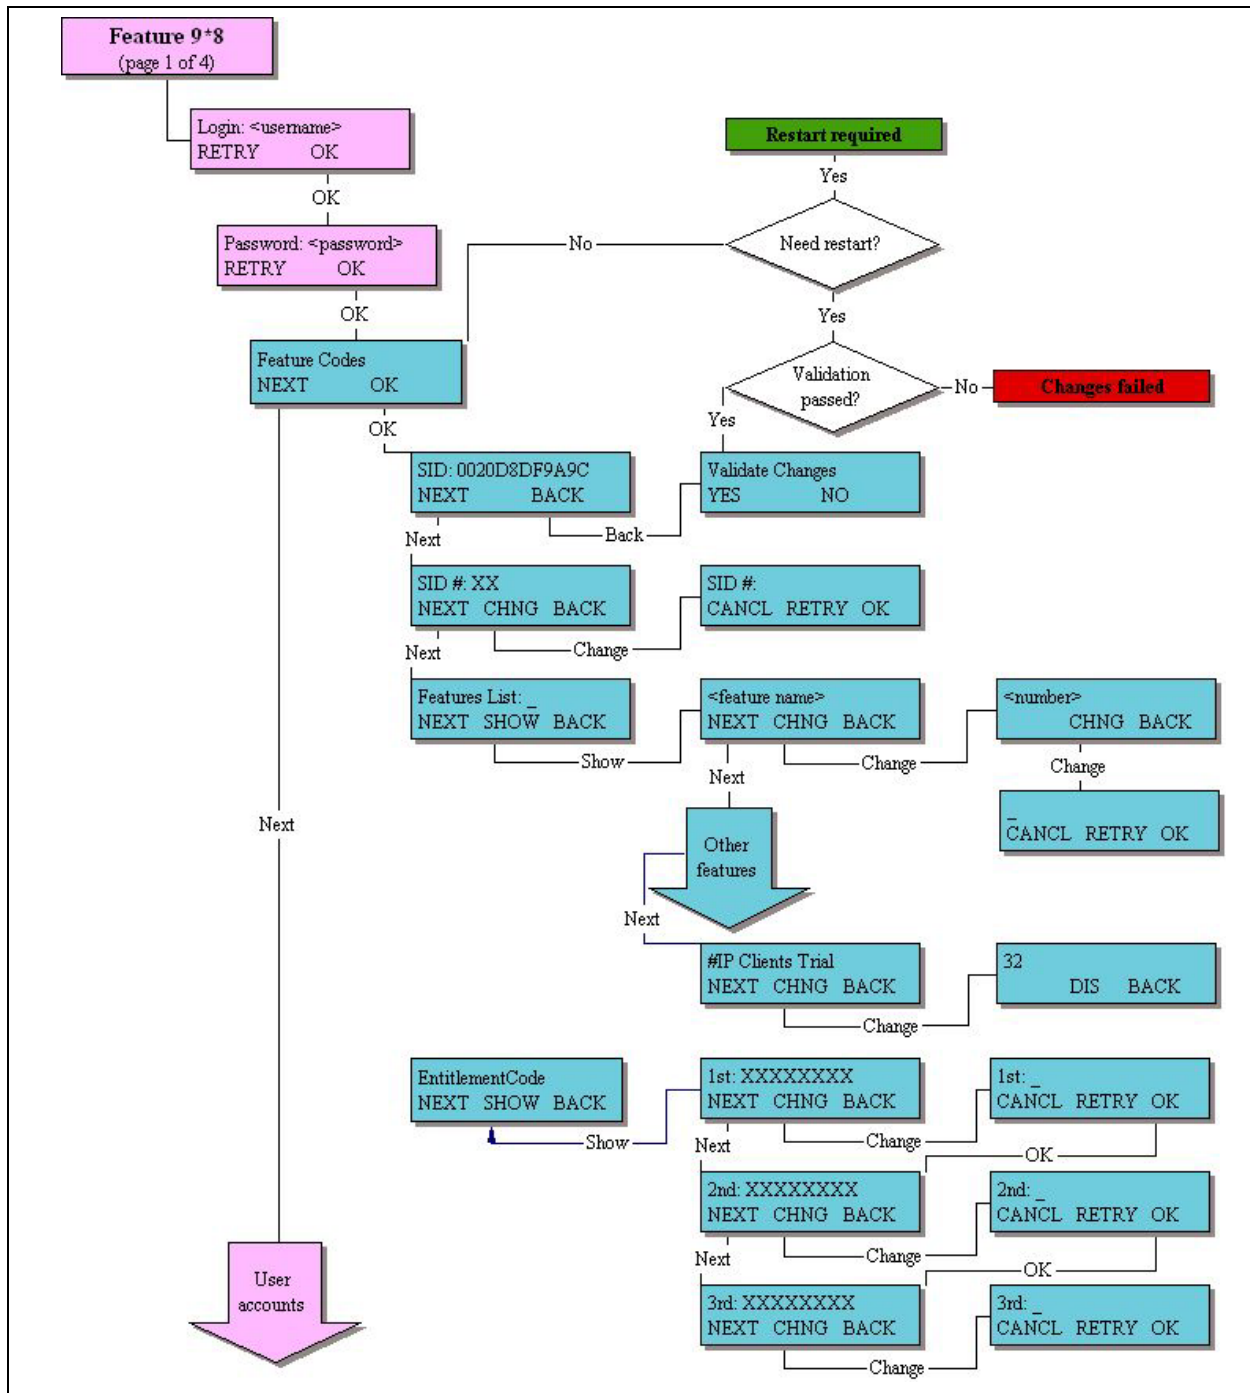 Feature 9*8
(page 1 of 4)
Login: <username>
RETRY OK
OK
Password: <password>
RETRY OK
OK
Restart required
Yes
Need restart?
No
Yes
Validation
passed?
No
Changes failed
Yes
Feature Codes
NEXT OK
OK
SID: 0020D8DF9A9C
NEXT BACK
Back
Validate Changes
YES NO
Next
SID #: XX
NEXT CHNG BACK
Change
SID #:
CANCL RETRY OK
Next
Features List: _
NEXT SHOW BACK
Show
<feature name>
NEXT CHNG BACK
Change
<number>
CHNG BACK
Change
_
CANCL RETRY OK
Next
Other
features
Next
Next
#IP Clients Trial
NEXT CHNG BACK
Change
32
DIS BACK
EntitlementCode
NEXT SHOW BACK
Show
1st: XXXXXXXX
NEXT CHNG BACK
Change
1st: _
CANCL RETRY OK
Next
OK
2nd: XXXXXXXX
NEXT CHNG BACK
Change
2nd: _
CANCL RETRY OK
Next
OK
3rd: XXXXXXXX
NEXT CHNG BACK
Change
3rd: _
CANCL RETRY OK
User
accounts